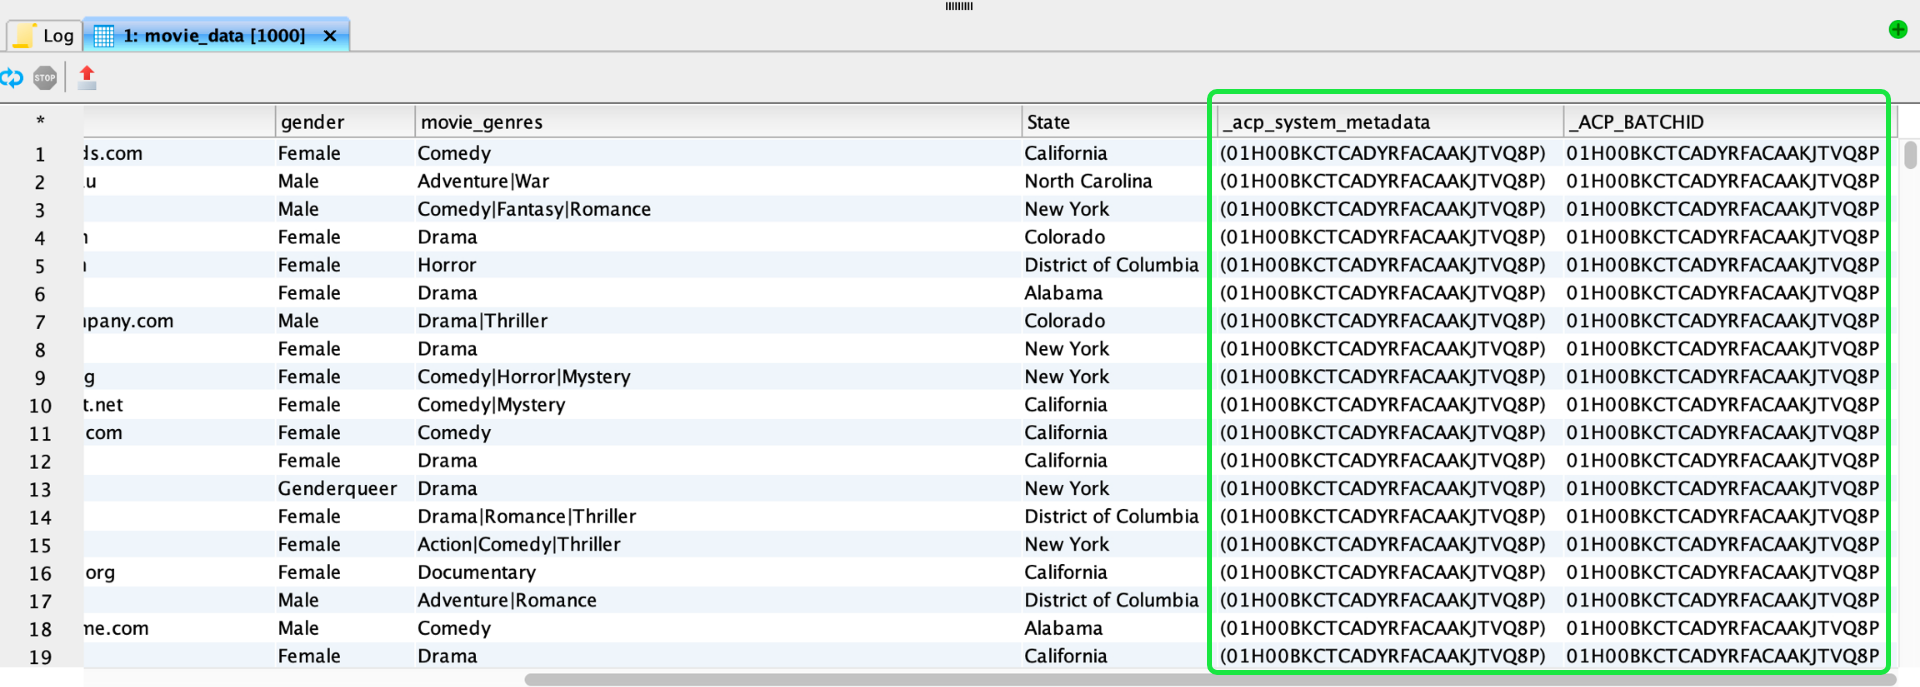 Log 1: movie_data [1000]
STOP
* gender movie_genres State _acp_system_metadata _ACP_BATCHID
1 ds.com Female Comedy California (01H00BKCTCADYRFACAAKJTVQ8P) 01H00BKCTCADYRFACAAKJTVQ8P
2 au Male Adventure|War North Carolina (01H00BKCTCADYRFACAAKJTVQ8P) 01H00BKCTCADYRFACAAKJTVQ8P
3 Male Comedy|Fantasy|Romance New York (01H00BKCTCADYRFACAAKJTVQ8P) 01H00BKCTCADYRFACAAKJTVQ8P
4 Female Drama Colorado (01H00BKCTCADYRFACAAKJTVQ8P) 01H00BKCTCADYRFACAAKJTVQ8P
5 Female Horror District of Columbia (01H00BKCTCADYRFACAAKJTVQ8P) 01H00BKCTCADYRFACAAKJTVQ8P
6 Female Drama Alabama (01H00BKCTCADYRFACAAKJTVQ8P) 01H00BKCTCADYRFACAAKJTVQ8P
7 mpany.com Male Drama|Thriller Colorado (01H00BKCTCADYRFACAAKJTVQ8P) 01H00BKCTCADYRFACAAKJTVQ8P
8 Female Drama New York (01H00BKCTCADYRFACAAKJTVQ8P) 01H00BKCTCADYRFACAAKJTVQ8P
9 g Female Comedy|Horror|Mystery New York (01H00BKCTCADYRFACAAKJTVQ8P) 01H00BKCTCADYRFACAAKJTVQ8P
10 t.net Female Comedy|Mystery California (01H00BKCTCADYRFACAAKJTVQ8P) 01H00BKCTCADYRFACAAKJTVQ8P
11 .com Female Comedy California (01H00BKCTCADYRFACAAKJTVQ8P) 01H00BKCTCADYRFACAAKJTVQ8P
12 Female Drama California (01H00BKCTCADYRFACAAKJTVQ8P) 01H00BKCTCADYRFACAAKJTVQ8P
13 Genderqueer Drama New York (01H00BKCTCADYRFACAAKJTVQ8P) 01H00BKCTCADYRFACAAKJTVQ8P
14 Female Drama|Romance|Thriller District of Columbia (01H00BKCTCADYRFACAAKJTVQ8P) 01H00BKCTCADYRFACAAKJTVQ8P
15 Female Action|Comedy|Thriller New York (01H00BKCTCADYRFACAAKJTVQ8P) 01H00BKCTCADYRFACAAKJTVQ8P
16 org Female Documentary California (01H00BKCTCADYRFACAAKJTVQ8P) 01H00BKCTCADYRFACAAKJTVQ8P
17 Male Adventure|Romance District of Columbia (01H00BKCTCADYRFACAAKJTVQ8P) 01H00BKCTCADYRFACAAKJTVQ8P
18 me.com Male Comedy Alabama (01H00BKCTCADYRFACAAKJTVQ8P) 01H00BKCTCADYRFACAAKJTVQ8P
19 Female Drama California (01H00BKCTCADYRFACAAKJTVQ8P) 01H00BKCTCADYRFACAAKJTVQ8P